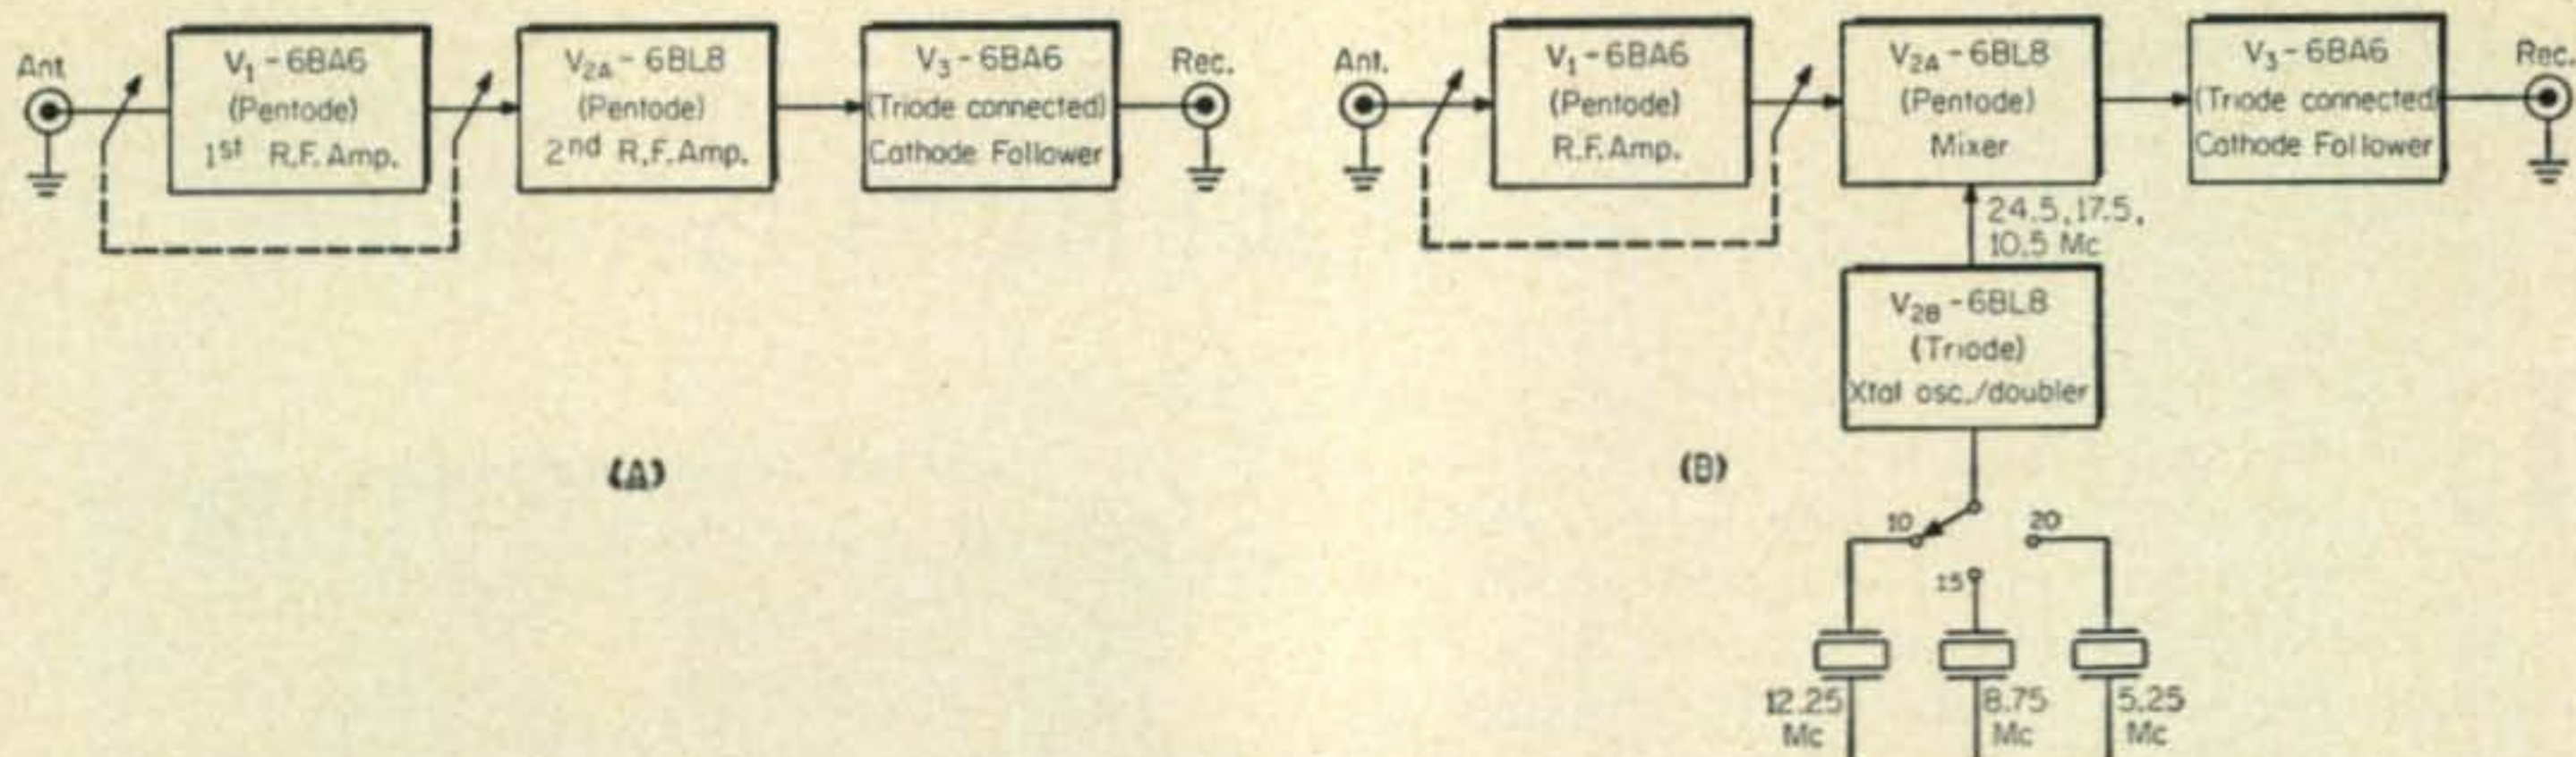 Ant
V1-6BA6
(Pentode)
1st R.F.Amp.
V2A-6BL8
(Pentode)
2nd R.F.Amp.
V3-6BA6
(Triode connected)
Cathode Follower
Rec.
(A)
Ant.
V1-6BA6
(Pentode)
R.F.Amp.
V2A-6BL8
(Pentode)
Mixer
V3-6BA6
(Triode connected)
Cathode Follower
Rec.
24.5,17.5,
10.5 Mc
V2B-6BL8
(Triode)
Xtal osc./doubler
(B)
10
20
15
12.25
Mc
8.75
Mc
5.25
Mc